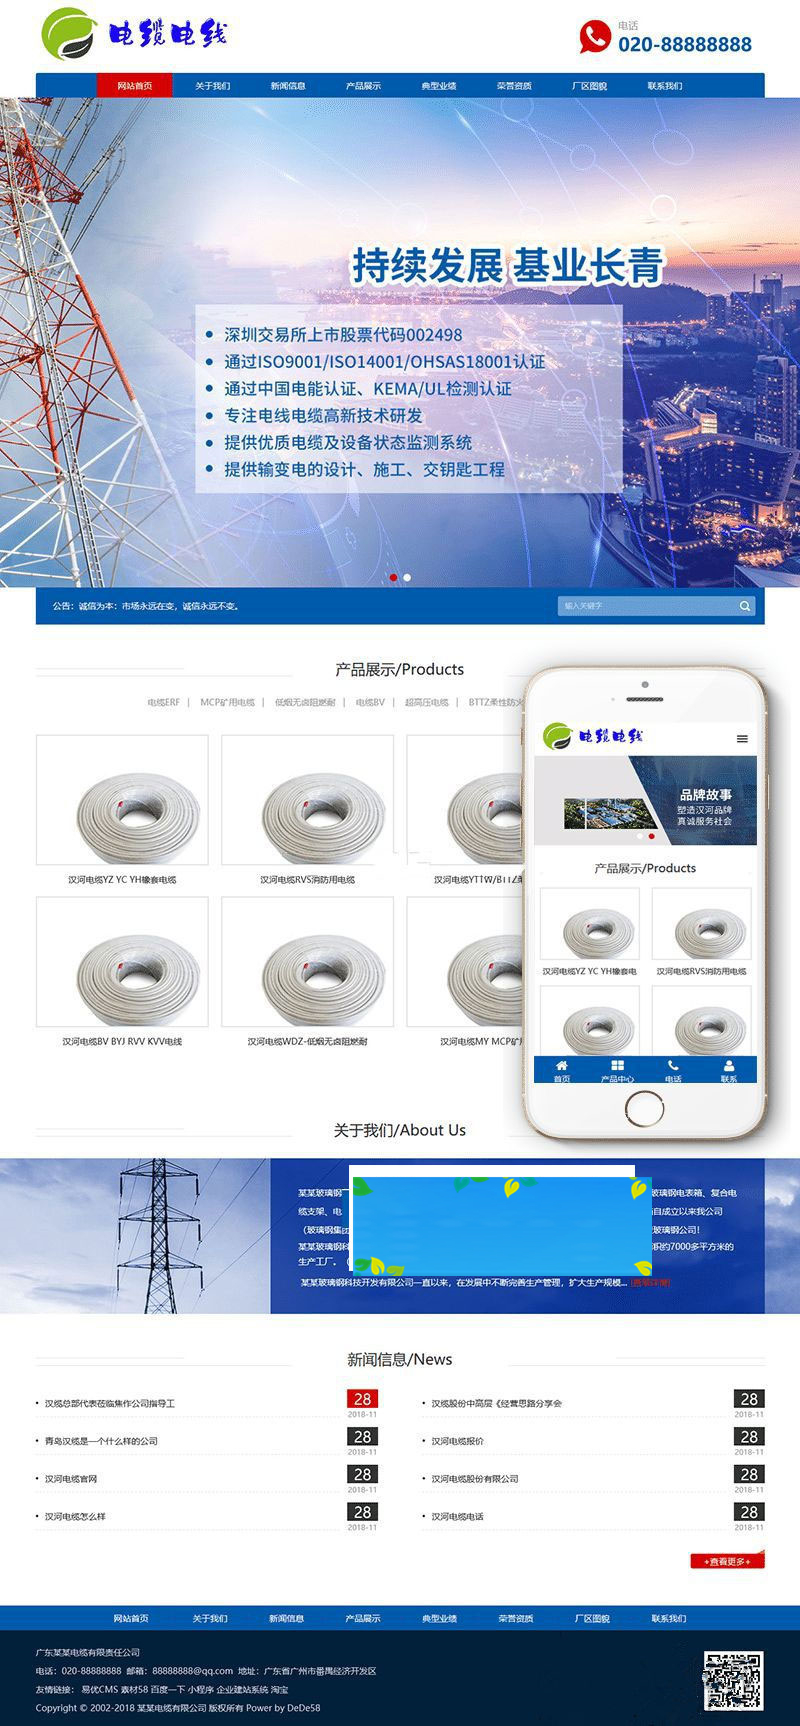 电缆电线
电话
020-88888888
网站首页 关于我们 新闻信息 产品展示 典型业绩 荣誉资质 厂区图貌 联系我们
持续发展 基业长青
深圳交易所上市股票代码002498
通过ISO9001/ISO14001/OHSAS18001认证
通过中国电能认证、KEMA/UL检测认证
专注电线电缆高新技术研发
提供优质电缆及设备状态监测系统
提供输变电的设计、施工、交钥匙工程
公告：诚信为本：市场永远在变，诚信永远不变。
输入关键字
产品展示/Products
电缆ERF | MCP矿用电缆 | 低烟无卤阻燃耐 | 电缆BV | 超高压电缆 | BTTZ柔性防火
汉河电缆YZ YC YH橡套电缆 汉河电缆RVS消防用电缆 汉河电缆YTTW/BTTZ柔
汉河电缆BV BYJ RVV KVV电线 汉河电缆WDZ-低烟无卤阻燃耐 汉河电缆MY MCP矿用
电缆电线
品牌故事
塑造汉河品牌
真诚服务社会
产品展示/Products
汉河电缆YZ YC YH橡套电 汉河电缆RVS消防用电缆
首页 产品中心 电话 联系
关于我们/About Us
某某玻璃钢 玻璃钢电表箱、复合电
缆支架、电 自成立以来我公司
（玻璃钢集团 玻璃钢公司！
某某玻璃钢科 积约7000多平方米的
生产工厂。
某某玻璃钢科技开发有限公司一直以来，在发展中不断完善生产管理，扩大生产规模...
新闻信息/News
汉缆总部代表莅临焦作公司指导工 28 2018-11
汉缆股份中高层《经营思路分享会 28 2018-11
青岛汉缆是一个什么样的公司 28 2018-11
汉河电缆报价 28 2018-11
汉河电缆官网 28 2018-11
汉河电缆股份有限公司 28 2018-11
汉河电缆怎么样 28 2018-11
汉河电缆电话 28 2018-11
+查看更多+
网站首页 关于我们 新闻信息 产品展示 典型业绩 荣誉资质 厂区图貌 联系我们
广东某某电缆有限责任公司
电话：020-88888888 邮箱：88888888@qq.com 地址：广东省广州市番禺经济开发区
友情链接： 易优CMS 素材58 百度一下 小程序 企业建站系统 淘宝
Copyright © 2002-2018 某某电缆有限公司 版权所有 Power by DeDe58